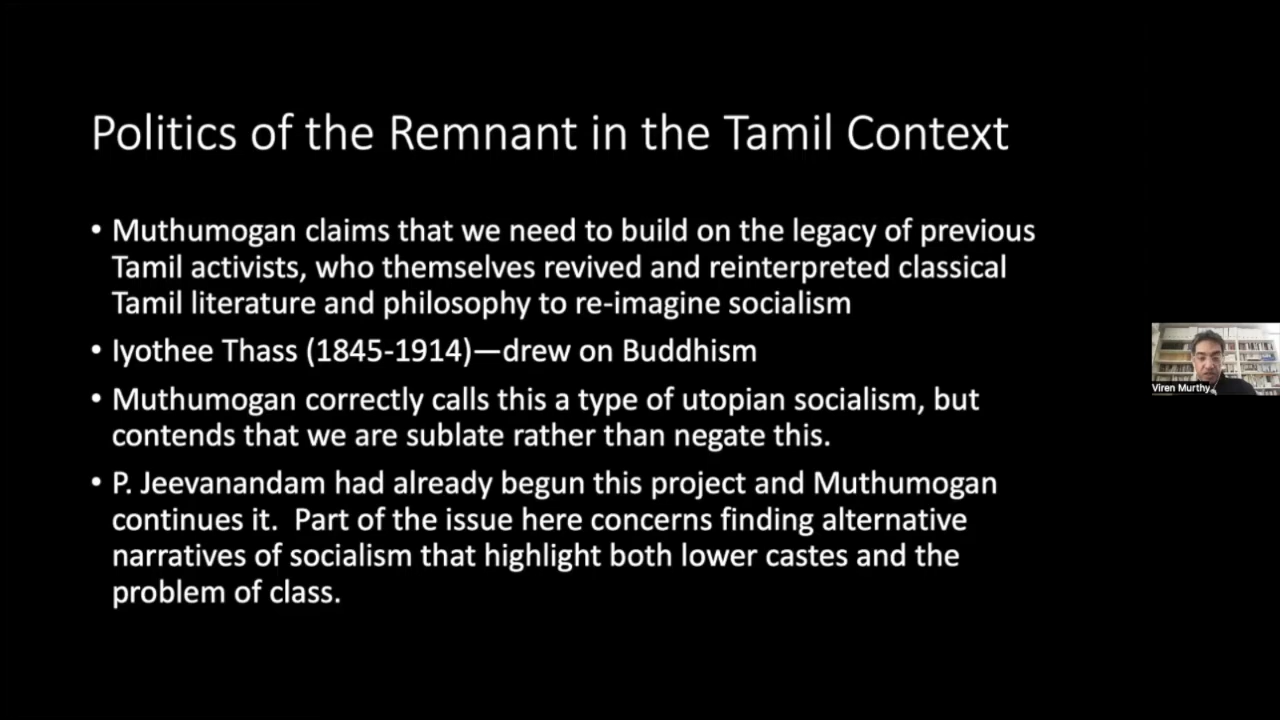 Politics of the Remnant in the Tamil Context
• Muthumogan claims that we need to build on the legacy of previous
Tamil activists, who themselves revived and reinterpreted classical
Tamil literature and philosophy to re-imagine socialism
• Iyothee Thass (1845-1914)—drew on Buddhism
• Muthumogan correctly calls this a type of utopian socialism, but
contends that we are sublate rather than negate this.
• P. Jeevanandam had already begun this project and Muthumogan
continues it.  Part of the issue here concerns finding alternative
narratives of socialism that highlight both lower castes and the
problem of class.
Viren Murthy